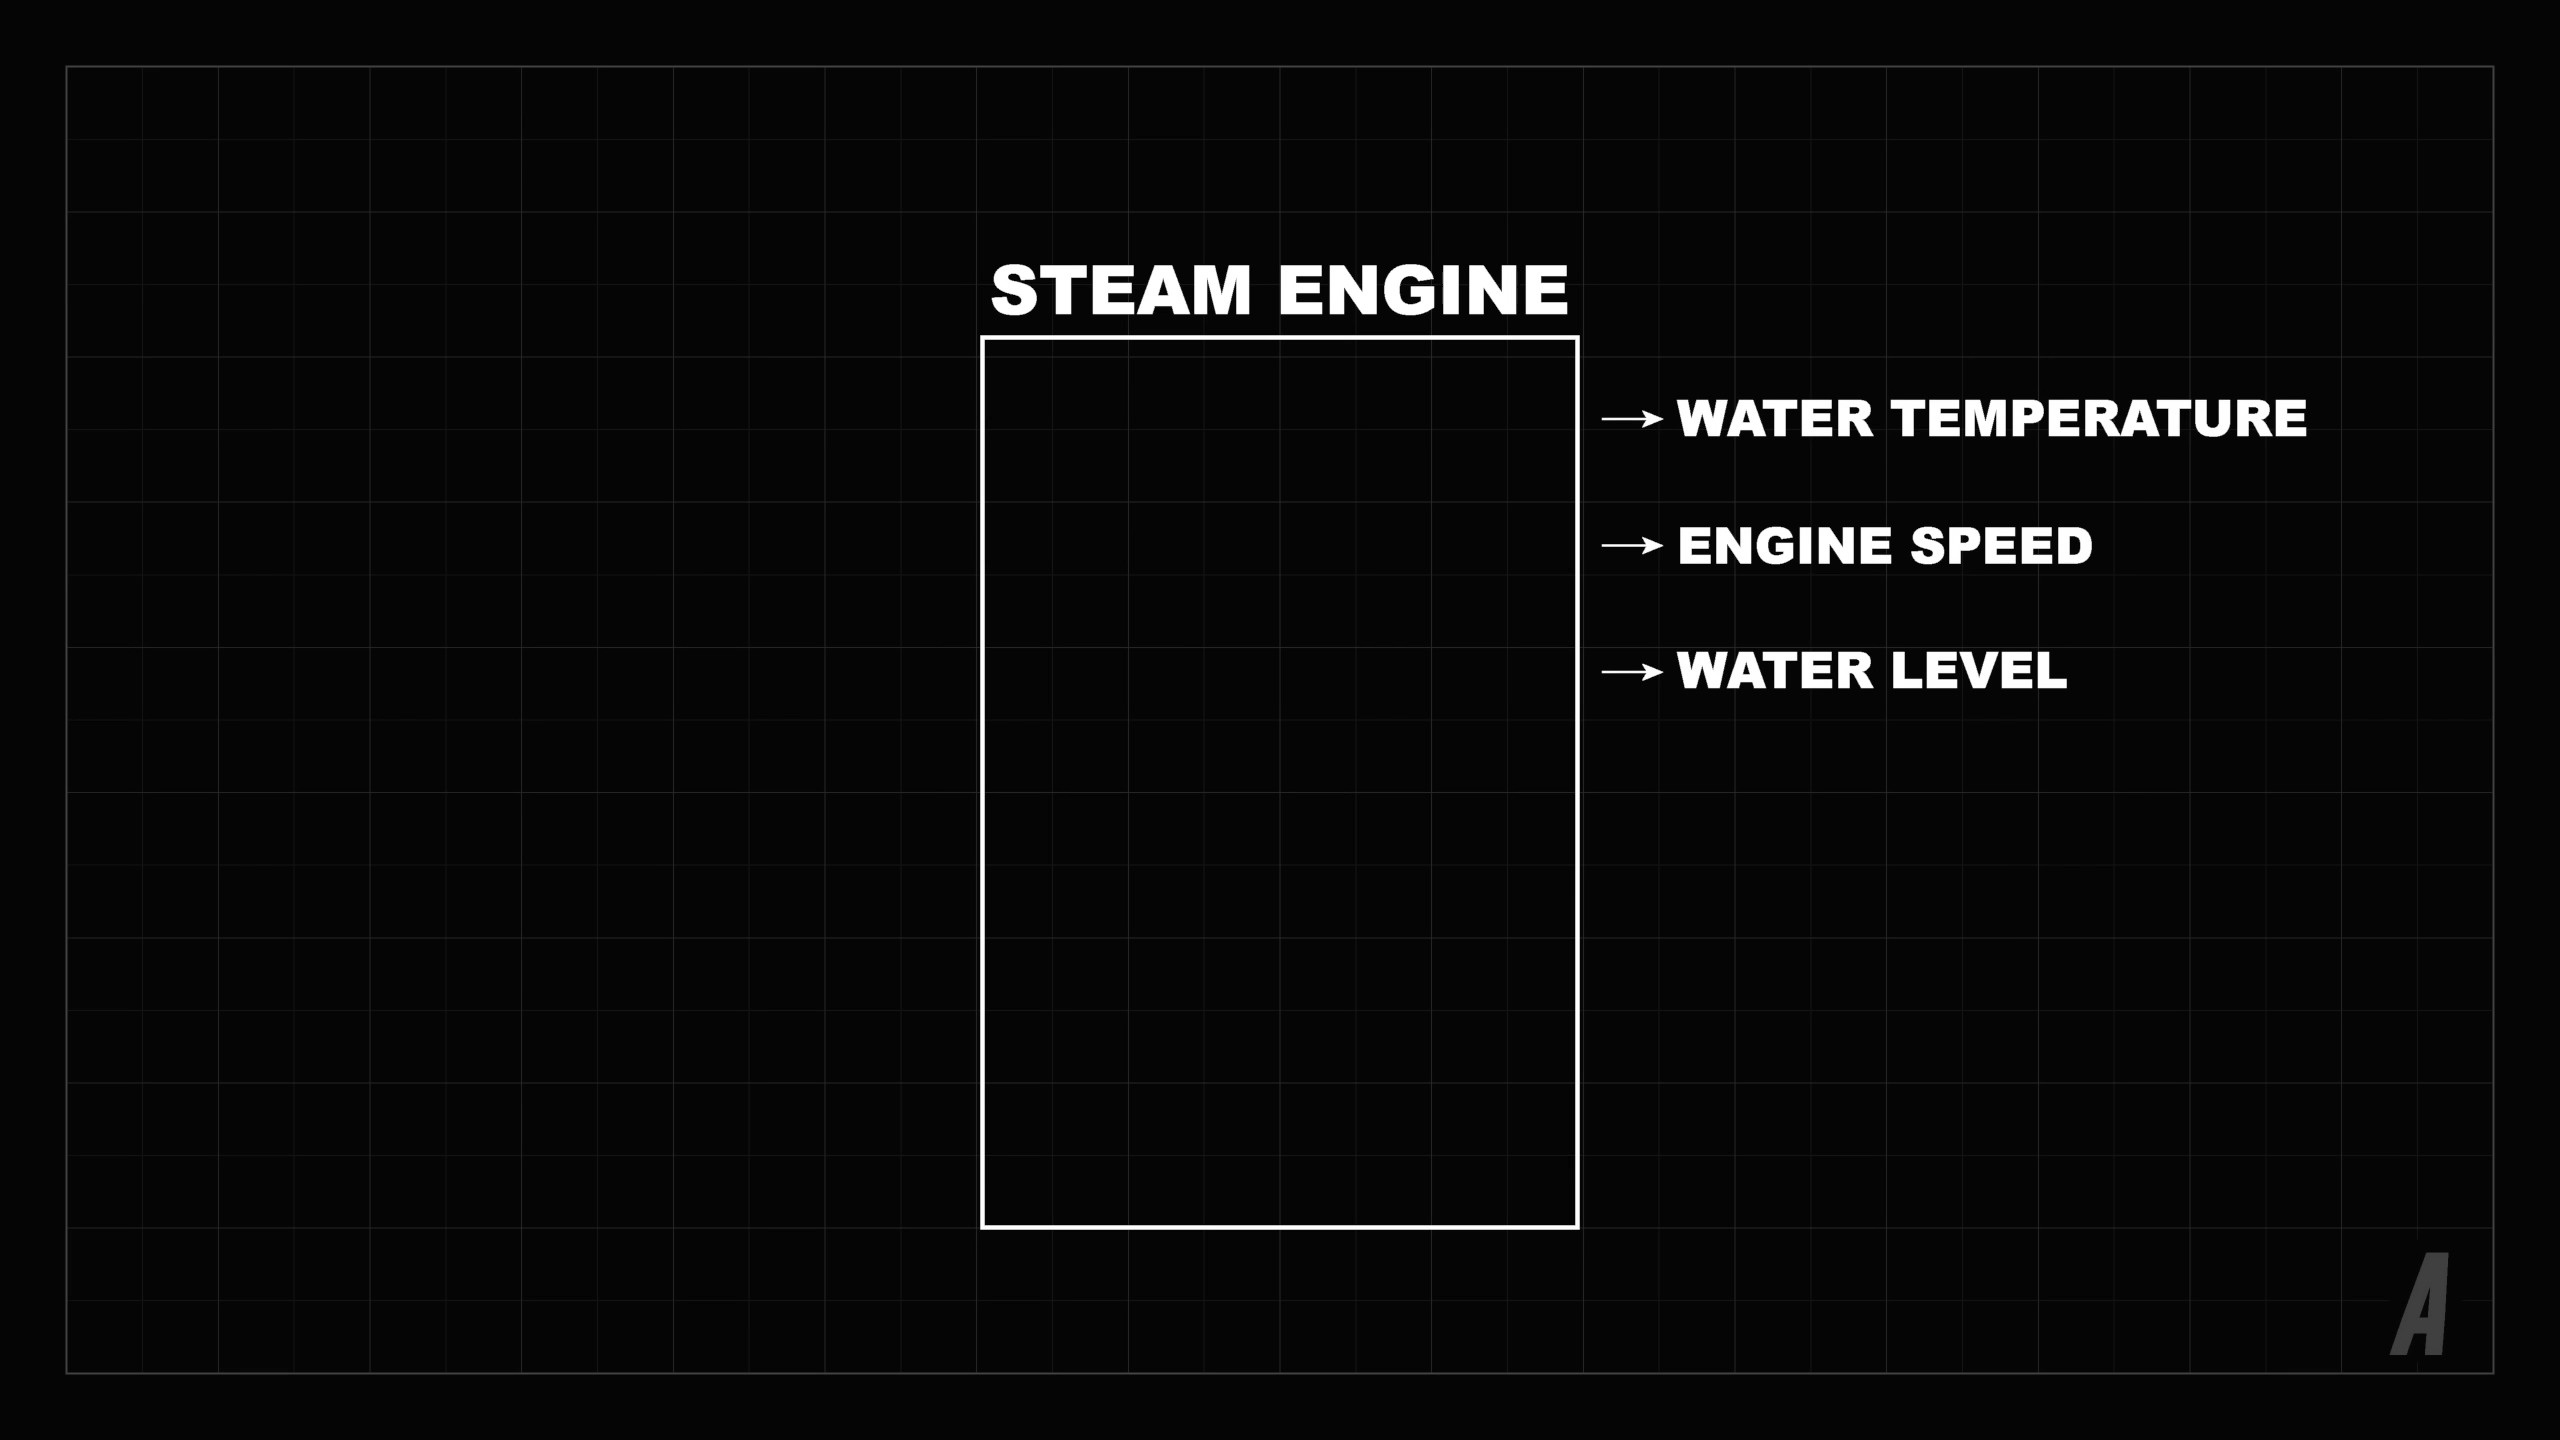 STEAM ENGINE
→ WATER TEMPERATURE
→ ENGINE SPEED
→ WATER LEVEL
A